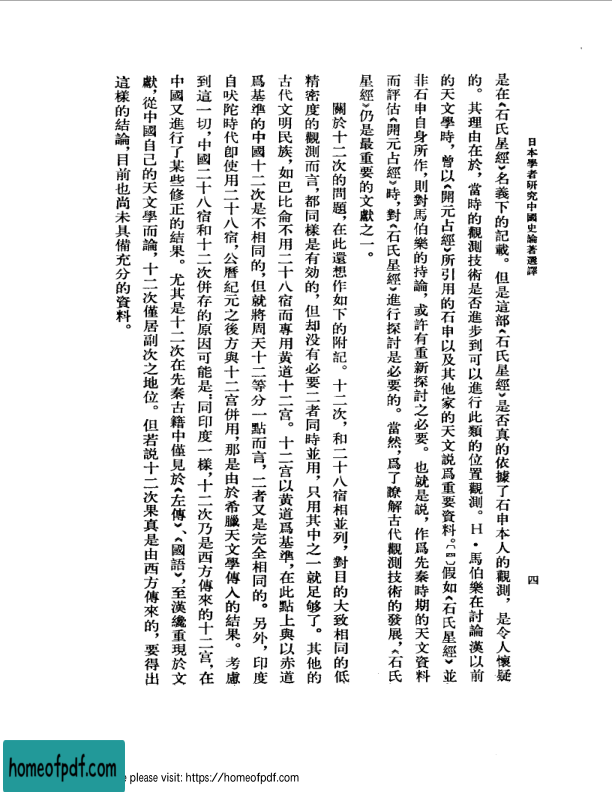 日本學者研究中國史論著選譯
四
是在《石氏星經》名義下的記載。但是這部《石氏星經》是否真的依據了石申本人的觀測，是令人懷疑
的。其理由在於，當時的觀測技術是否進步到可以進行此類的位置觀測。H·馬伯樂在討論漢以前
的天文學時，曾以《開元占經》所引用的石申以及其他家的天文説爲重要資料。〔四〕假如《石氏星經》並
非石申自身所作，則對馬伯樂的持論，或許有重新探討之必要。也就是説，作爲先秦時期的天文資料
而評估《開元占經》時，對《石氏星經》進行探討是必要的。當然，爲了瞭解古代觀測技術的發展，《石氏
星經》仍是最重要的文獻之一。
關於十二次的問題，在此還想作如下的附記。十二次，和二十八宿相並列，對目的大致相同的低
精密度的觀測而言，都同樣是有效的，但却没有必要二者同時並用，只用其中之一就足够了。其他的
古代文明民族，如巴比侖不用二十八宿而專用黄道十二宫。十二宫以黄道爲基準，在此點上與以赤道
爲基準的中國十二次是不相同的，但就將周天十二等分一點而言，二者又是完全相同的。另外，印度
自吠陀時代卽使用二十八宿，公曆紀元之後方與十二宫併用，那是由於希臘天文學傳入的結果。考慮
到這一切，中國二十八宿和十二次併存的原因可能是：同印度一樣，十二次乃是西方傳來的十二宫，在
中國又進行了某些修正的結果。尤其是十二次在先秦古籍中僅見於《左傳》、《國語》，至漢纔重現於文
獻，從中國自己的天文學而論，十二次僅居副次之地位。但若説十二次果真是由西方傳來的，要得出
這樣的結論，目前也尚未具備充分的資料。
homeofpdf.com
e please visit: https://homeofpdf.com